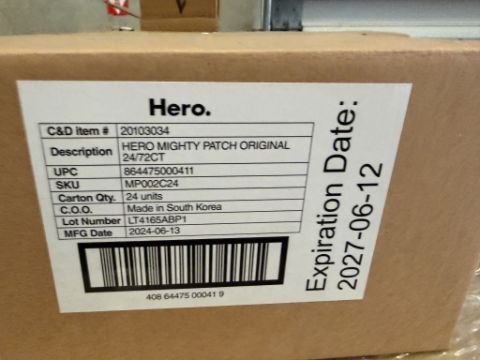 Hero.
C&D item # 20103034
Description HERO MIGHTY PATCH ORIGINAL
24/72CT
UPC 864475000411
SKU MP002C24
Carton Qty. 24 units
C.O.O. Made in South Korea
Lot Number LT4165ABP1
MFG Date 2024-06-13
408 64475 00041 9
Expiration Date:
2027-06-12